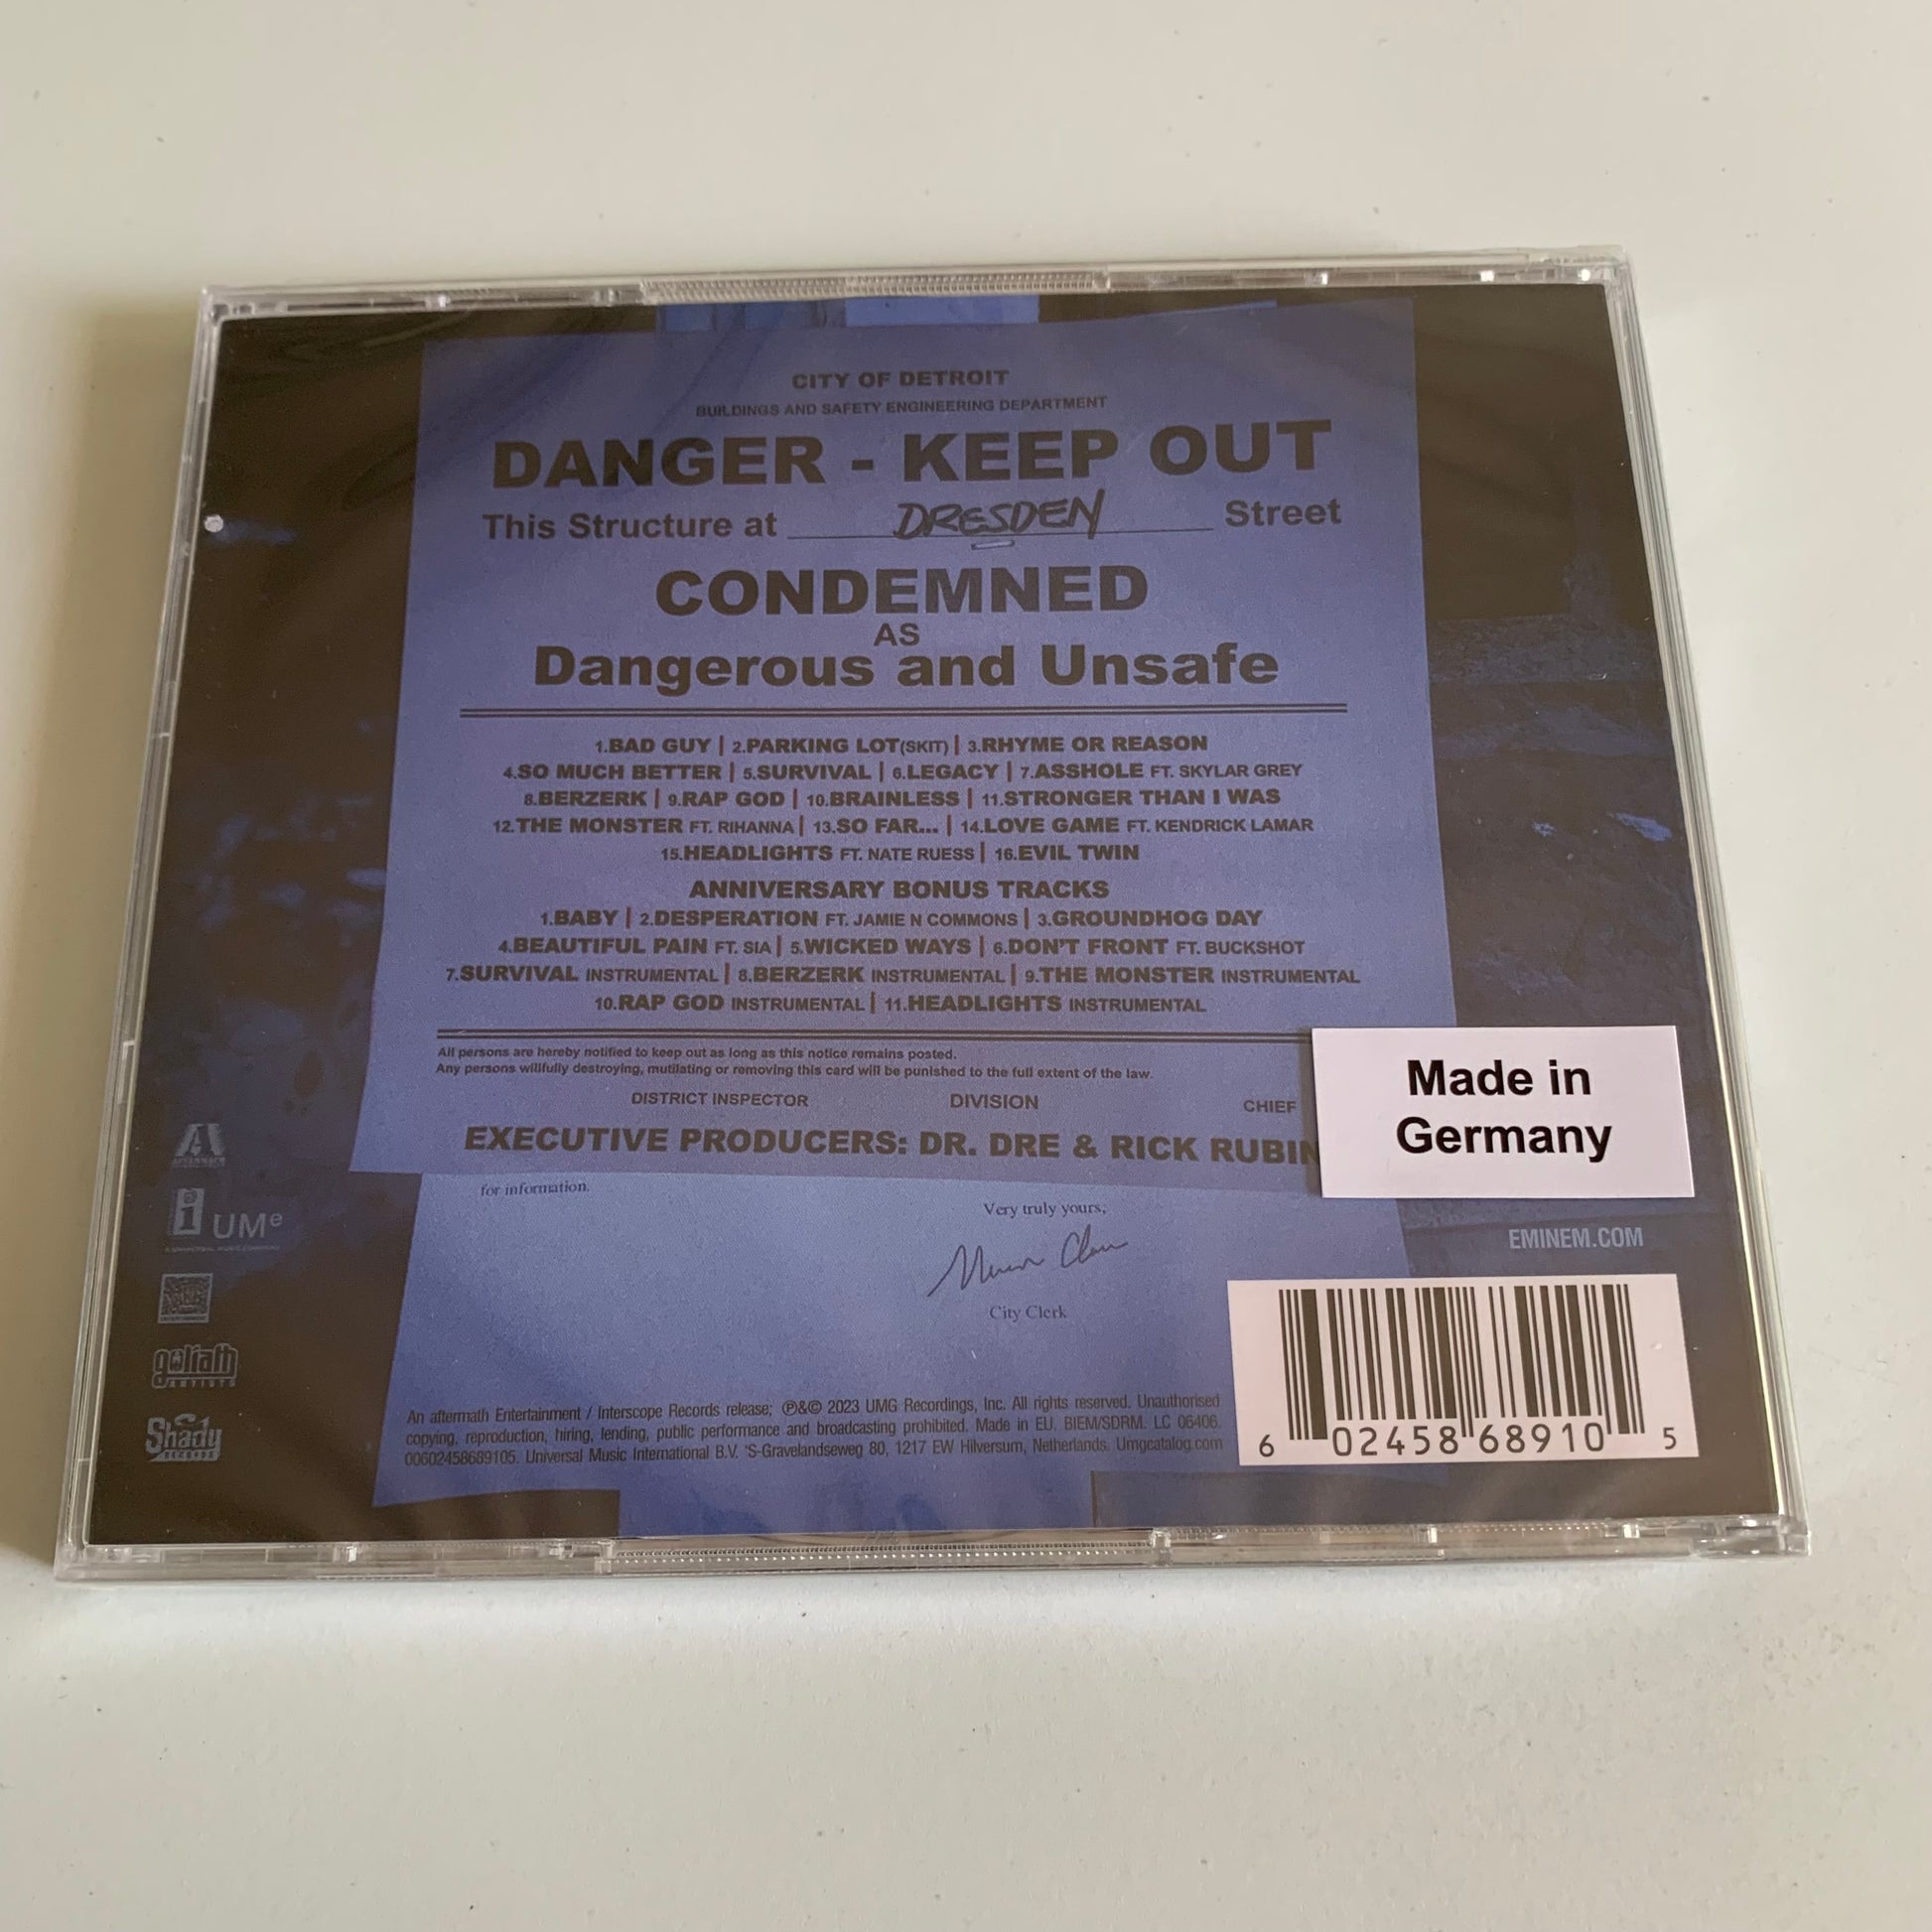 CITY OF DETROIT
BUILDINGS AND SAFETY ENGINEERING DEPARTMENT
DANGER - KEEP OUT
This Structure at DRESDEN Street
CONDEMNED
AS
Dangerous and Unsafe
1.BAD GUY | 2.PARKING LOT(SKIT) | 3.RHYME OR REASON
4.SO MUCH BETTER | 5.SURVIVAL | 6.LEGACY | 7.ASSHOLE FT. SKYLAR GREY
8.BERZERK | 9.RAP GOD | 10.BRAINLESS | 11.STRONGER THAN I WAS
12.THE MONSTER FT. RIHANNA | 13.SO FAR... | 14.LOVE GAME FT. KENDRICK LAMAR
15.HEADLIGHTS FT. NATE RUESS | 16.EVIL TWIN
ANNIVERSARY BONUS TRACKS
1.BABY | 2.DESPERATION FT. JAMIE N COMMONS | 3.GROUNDHOG DAY
4.BEAUTIFUL PAIN FT. SIA | 5.WICKED WAYS | 6.DON'T FRONT FT. BUCKSHOT
7.SURVIVAL INSTRUMENTAL | 8.BERZERK INSTRUMENTAL | 9.THE MONSTER INSTRUMENTAL
10.RAP GOD INSTRUMENTAL | 11.HEADLIGHTS INSTRUMENTAL
All persons are hereby notified to keep out as long as this notice remains posted.
Any persons willfully destroying, mutilating or removing this card will be punished to the full extent of the law.
DISTRICT INSPECTOR DIVISION CHIEF
EXECUTIVE PRODUCERS: DR. DRE & RICK RUBIN
Made in
Germany
for information.
Very truly yours,
City Clerk
EMINEM.COM
UMe
goliath
ARTISTS
Shady
RECORDS
An aftermath Entertainment / Interscope Records release; ℗&© 2023 UMG Recordings, Inc. All rights reserved. Unauthorised
copying, reproduction, hiring, lending, public performance and broadcasting prohibited. Made in EU. BIEM/SDRM. LC 06406.
00602458689105. Universal Music International B.V. 'S-Gravelandseweg 80, 1217 EW Hilversum, Netherlands. Umgcatalog.com
6 02458 68910 5